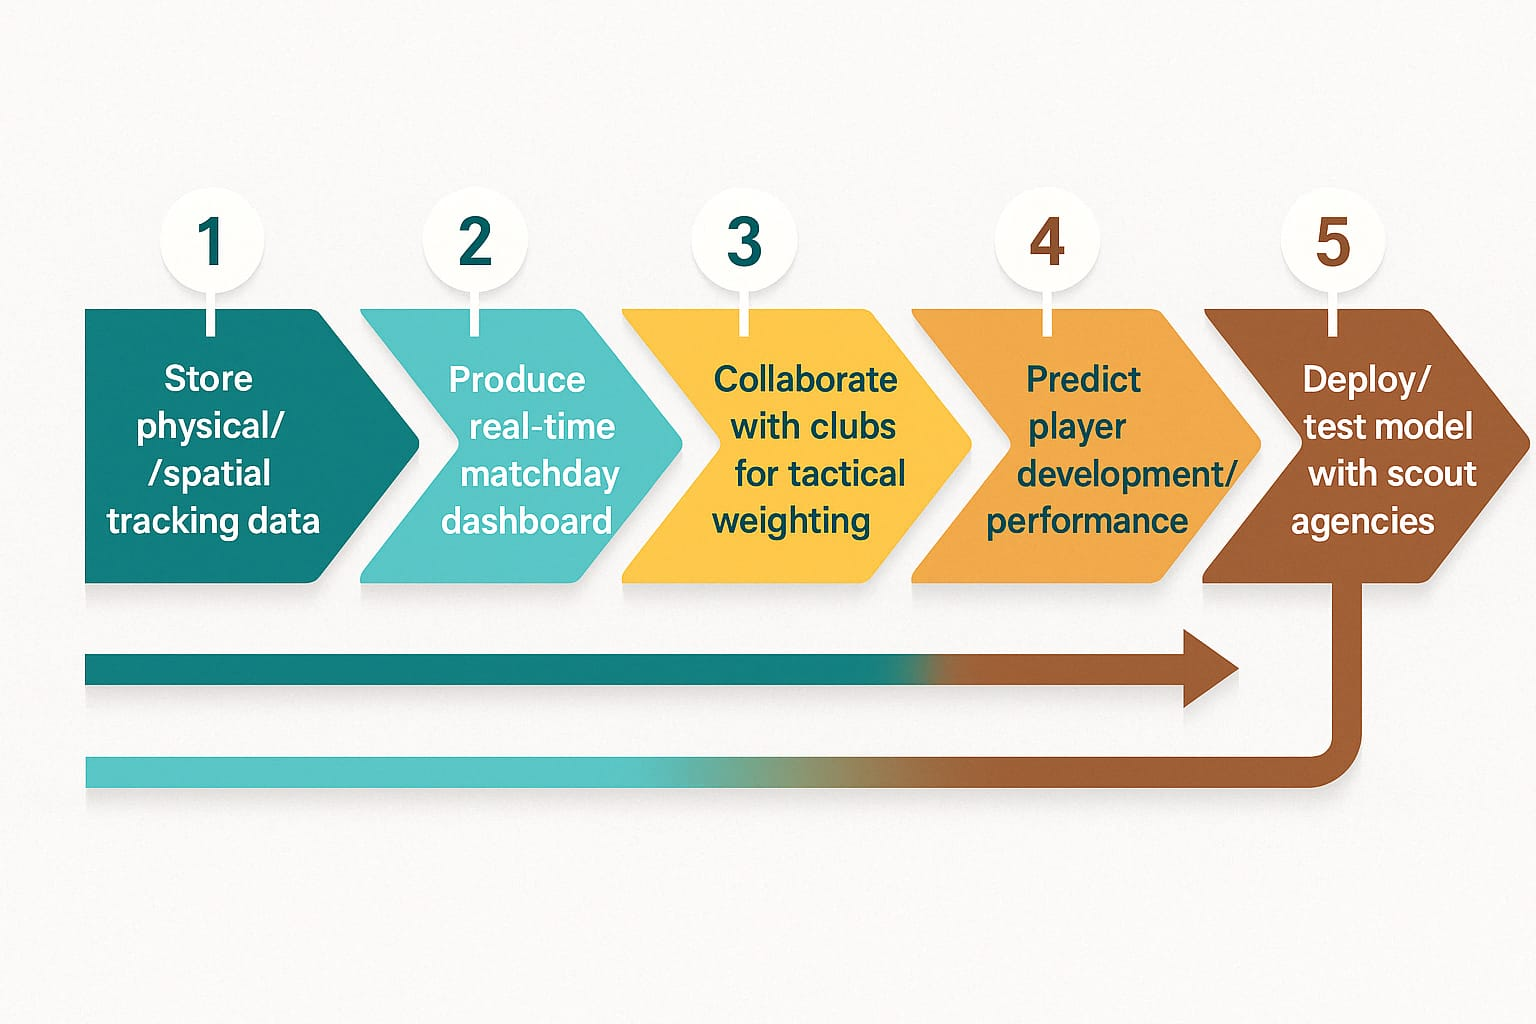 1
Store
physical/
/spatial
tracking data
2
Produce
real-time
matchday
dashboard
3
Collaborate
with clubs
for tactical
weighting
4
Predict
player
development/
performance
5
Deploy/
test model
with scout
agencies